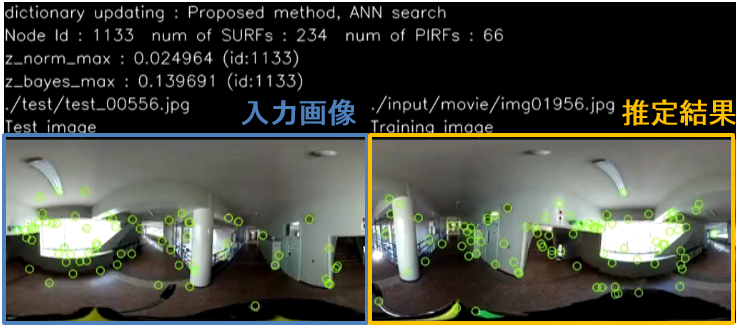 dictionary updating : Proposed method, ANN search
Node Id : 1133 num of SURFs : 234 num of PIRFs : 66
z_norm_max : 0.024964 (id:1133)
z_bayes_max : 0.139691 (id:1133)
./test/test_00556.jpg
入力画像
./input/movie/img01956.jpg
推定結果
Test image
Training image